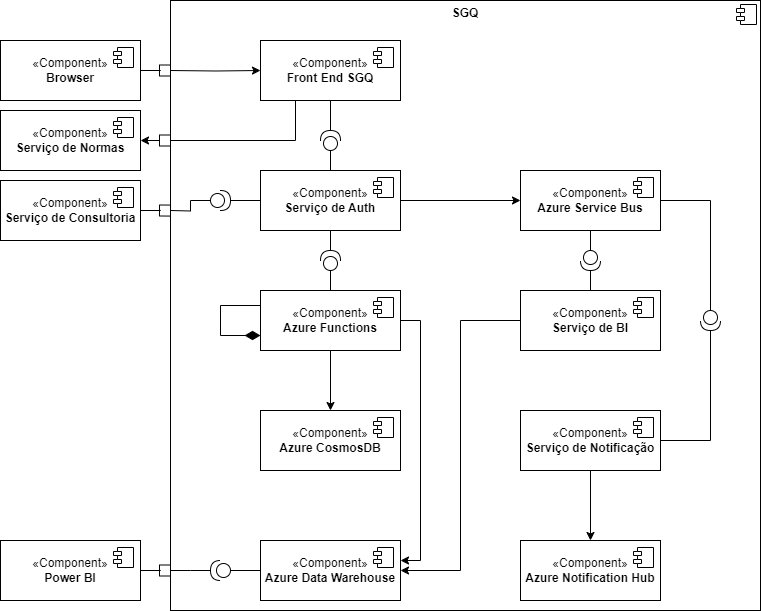 SGQ
«Component»
Browser
«Component»
Front End SGQ
«Component»
Serviço de Normas
«Component»
Serviço de Consultoria
«Component»
Serviço de Auth
«Component»
Azure Service Bus
«Component»
Azure Functions
«Component»
Serviço de BI
«Component»
Azure CosmosDB
«Component»
Serviço de Notificação
«Component»
Power BI
«Component»
Azure Data Warehouse
«Component»
Azure Notification Hub